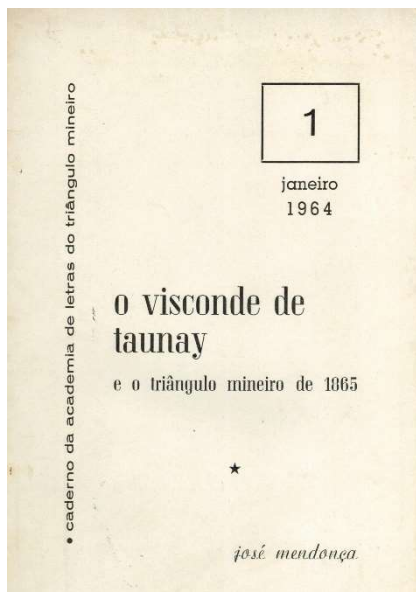 • caderno da academia de letras do triângulo mineiro
1
janeiro
1964
o visconde de
taunay
e o triângulo mineiro de 1865
★
josé mendonça